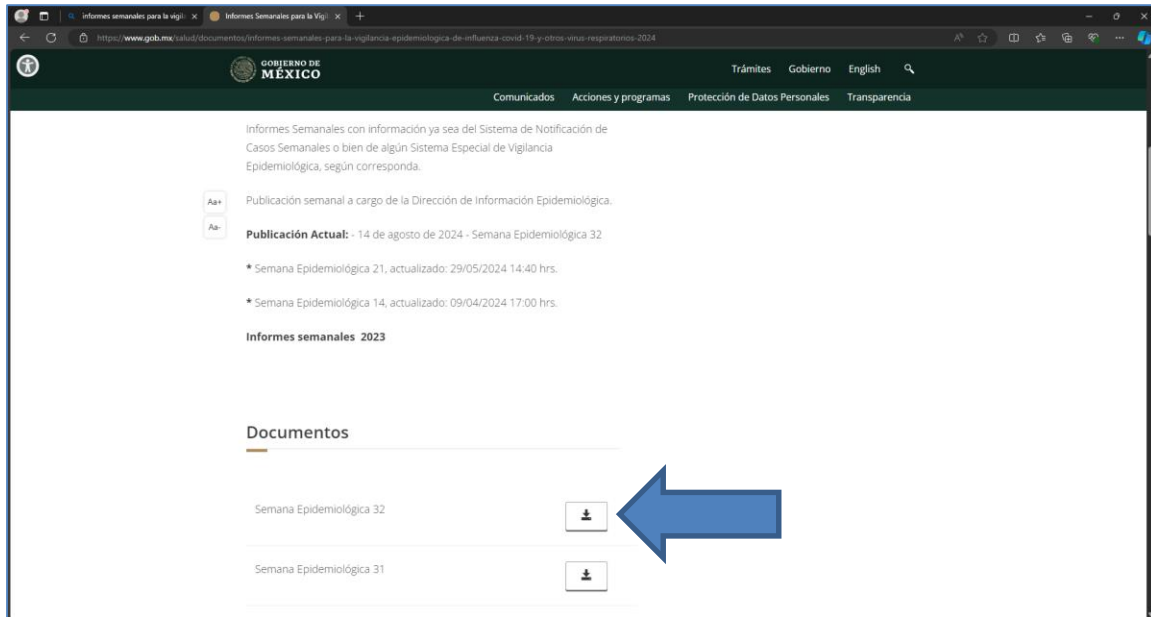 informes semanales para la vigil
Informes Semanales para la Vigil
https://www.gob.mx/salud/documentos/informes-semanales-para-la-vigilancia-epidemiologica-de-influenza-covid-19-y-otros-virus-respiratorios-2024
GOBIERNO DE
MÉXICO
Trámites Gobierno English
Comunicados Acciones y programas Protección de Datos Personales Transparencia
Informes Semanales con información ya sea del Sistema de Notificación de
Casos Semanales o bien de algún Sistema Especial de Vigilancia
Epidemiológica, según corresponda.
Aa+
Publicación semanal a cargo de la Dirección de Información Epidemiológica.
Aa-
Publicación Actual: - 14 de agosto de 2024 - Semana Epidemiológica 32
* Semana Epidemiológica 21, actualizado: 29/05/2024 14:40 hrs.
* Semana Epidemiológica 14, actualizado: 09/04/2024 17:00 hrs.
Informes semanales 2023
Documentos
Semana Epidemiológica 32
Semana Epidemiológica 31